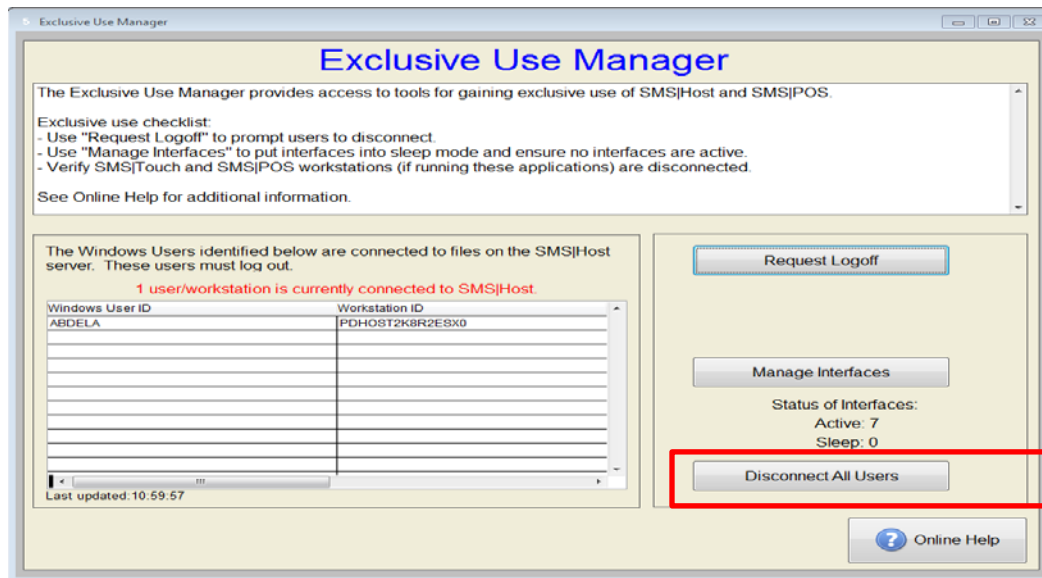 Exclusive Use Manager
Exclusive Use Manager
The Exclusive Use Manager provides access to tools for gaining exclusive use of SMS|Host and SMS|POS.
Exclusive use checklist:
- Use "Request Logoff" to prompt users to disconnect.
- Use "Manage Interfaces" to put interfaces into sleep mode and ensure no interfaces are active.
- Verify SMS|Touch and SMS|POS workstations (if running these applications) are disconnected.
See Online Help for additional information.
The Windows Users identified below are connected to files on the SMS|Host
server. These users must log out.
1 user/workstation is currently connected to SMS|Host.
Windows User ID Workstation ID
ABDELA PDHOST2K8R2ESX0
Last updated:10:59:57
Request Logoff
Manage Interfaces
Status of Interfaces:
Active: 7
Sleep: 0
Disconnect All Users
Online Help